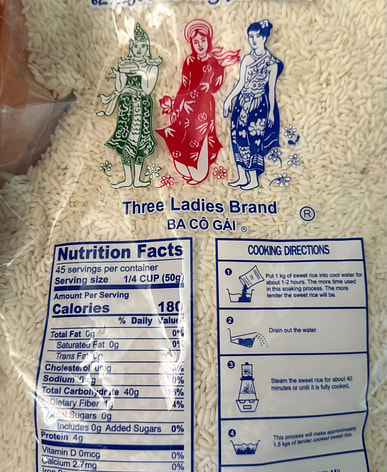 Three Ladies Brand ®
BA CÔ GÁI ®
Nutrition Facts
45 servings per container
Serving size 1/4 CUP (50g)
Amount Per Serving
Calories 180
% Daily Value
Total Fat 0g 0%
Saturated Fat 0g 0%
Trans Fat 0g
Cholesterol 0mg 0%
Sodium 0%
Total Carbohydrate 40g
Dietary Fiber 4%
Sugars 0g
Includes 0g Added Sugars 0%
Protein 4g
Vitamin D 0mcg 0%
Calcium 2.7mg 0%
COOKING DIRECTIONS
1
Put 1 kg of sweet rice into cool water for
about 1-2 hours. The more time used
in this soaking process. The more
tender the sweet rice will be.
2
Drain out the water.
3
Steam the sweet rice for about 40
minutes or until it is fully cooked.
4
This process will make approximately
1.5 kgs of tender cooked sweet rice.